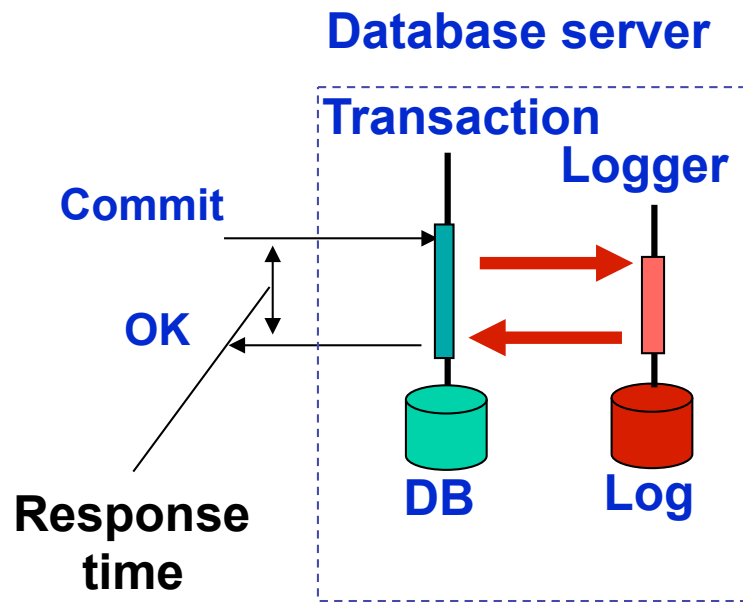 Database server
Transaction
Logger
Commit
OK
DB
Log
Response
time